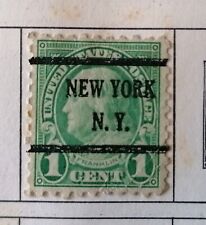 NEW YORK
N. Y.
FRANKLIN
1 CENT 1